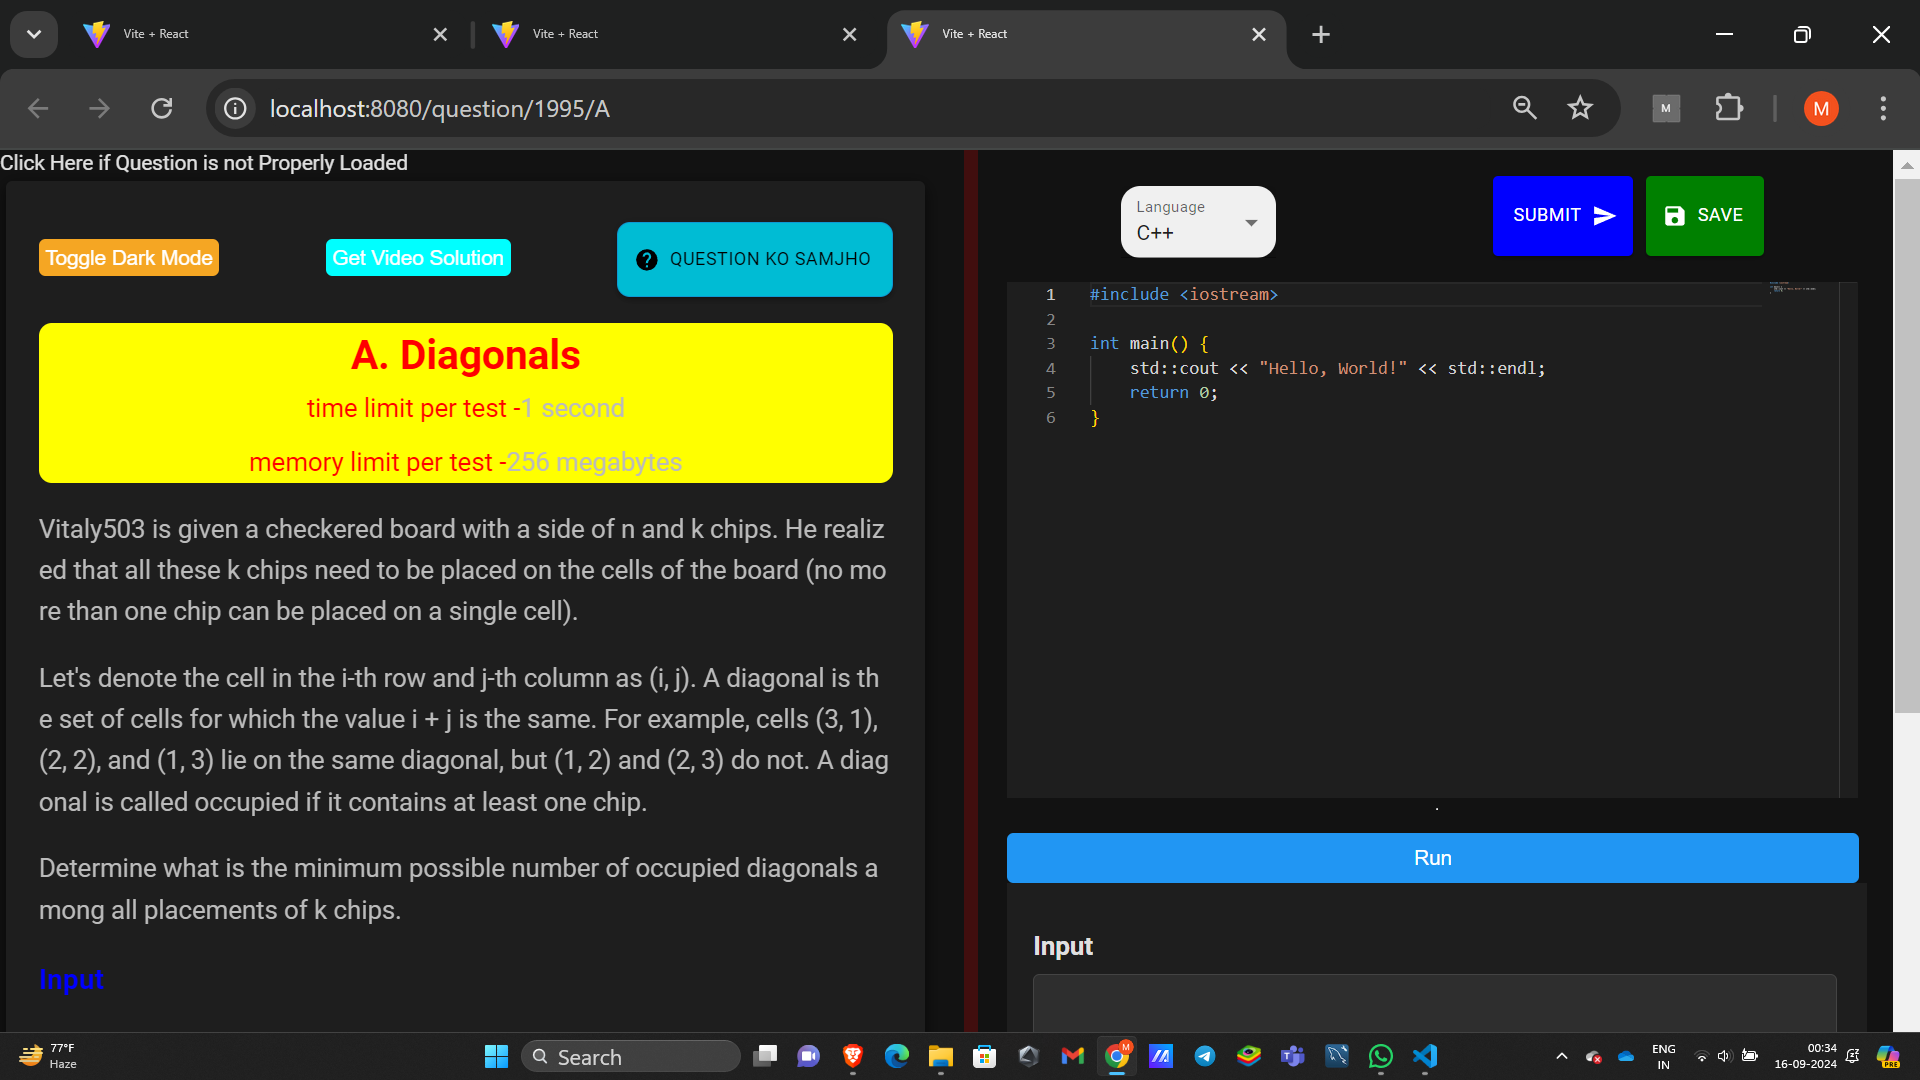 Vite + React
Vite + React
Vite + React
localhost:8080/question/1995/A
M
M
Click Here if Question is not Properly Loaded
Toggle Dark Mode
Get Video Solution
QUESTION KO SAMJHO
A. Diagonals
time limit per test -1 second
memory limit per test -256 megabytes
Vitaly503 is given a checkered board with a side of n and k chips. He realiz
ed that all these k chips need to be placed on the cells of the board (no mo
re than one chip can be placed on a single cell).
Let's denote the cell in the i-th row and j-th column as (i, j). A diagonal is th
e set of cells for which the value i + j is the same. For example, cells (3, 1),
(2, 2), and (1, 3) lie on the same diagonal, but (1, 2) and (2, 3) do not. A diag
onal is called occupied if it contains at least one chip.
Determine what is the minimum possible number of occupied diagonals a
mong all placements of k chips.
Input
Language
C++
SUBMIT
SAVE
1 #include <iostream>
2
3 int main() {
4 std::cout << "Hello, World!" << std::endl;
5 return 0;
6 }
.
Run
Input
77°F
Haze
Search
M
ENG
IN
00:34
16-09-2024
PRE